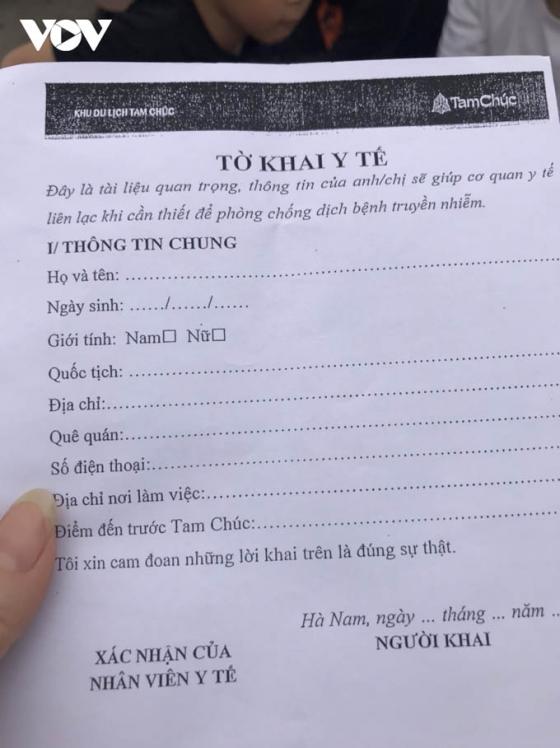 VOV
KHU DU LỊCH TAM CHÚC
TamChúc
TỜ KHAI Y TẾ
Đây là tài liệu quan trọng, thông tin của anh/chị sẽ giúp cơ quan y tế
liên lạc khi cần thiết để phòng chống dịch bệnh truyền nhiễm.
I/ THÔNG TIN CHUNG
Họ và tên: ........................................................
Ngày sinh: ....../....../......
Giới tính: Nam☐ Nữ☐
Quốc tịch: ........................................................
Địa chỉ:........................................................
Quê quán:........................................................
Số điện thoại:........................................................
Địa chỉ nơi làm việc:........................................................
Điểm đến trước Tam Chúc:........................................................
Tôi xin cam đoan những lời khai trên là đúng sự thật.
Hà Nam, ngày ... tháng ... năm ..
NGƯỜI KHAI
XÁC NHẬN CỦA
NHÂN VIÊN Y TẾ